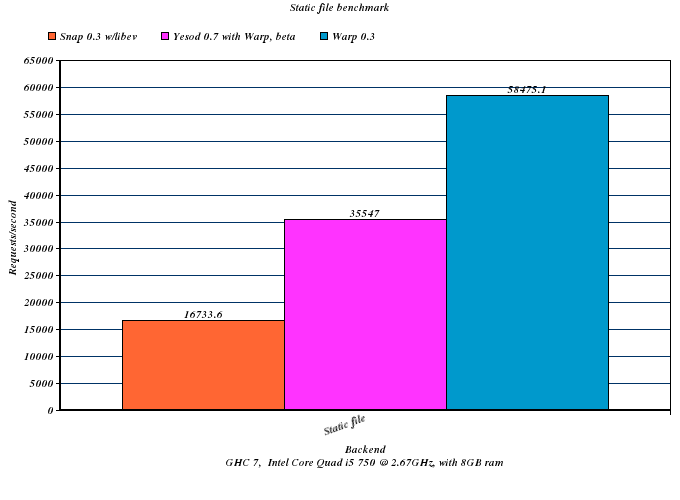 Static file benchmark
Snap 0.3 w/libev Yesod 0.7 with Warp, beta Warp 0.3
65000
60000
55000
50000
45000
40000
35000
30000
25000
20000
15000
10000
5000
0
Requests/second
16733.6
35547
58475.1
Static file
Backend
GHC 7, Intel Core Quad i5 750 @ 2.67GHz, with 8GB ram